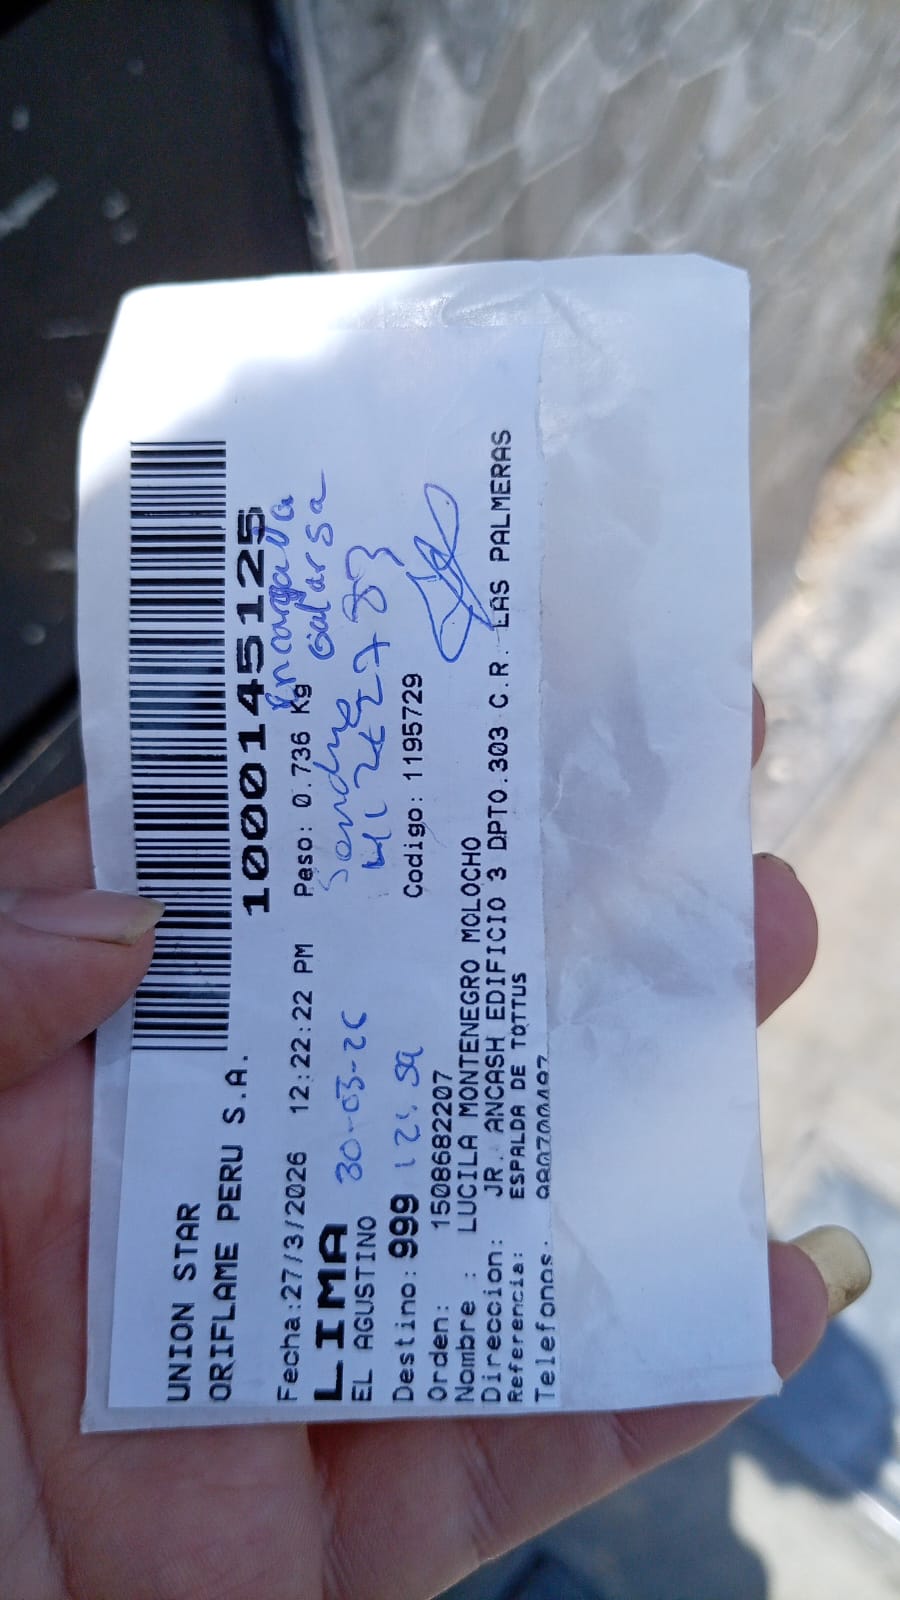 UNION STAR
ORIFLAME PERU S.A.
1000145125
Fecha:27/3/2026 12:22:22 PM Peso: 0.736 Kg
LIMA 30-03-26
EL AGUSTINO
Destino: 999 Codigo: 1195729
Orden: 1508682207
Nombre : LUCILA MONTENEGRO MOLOCHO
Direccion: JR. ANCASH EDIFICIO 3 DPTO.303 C.R. LAS PALMERAS
Referencia: ESPALDA DE TOTTUS
Telefonos: